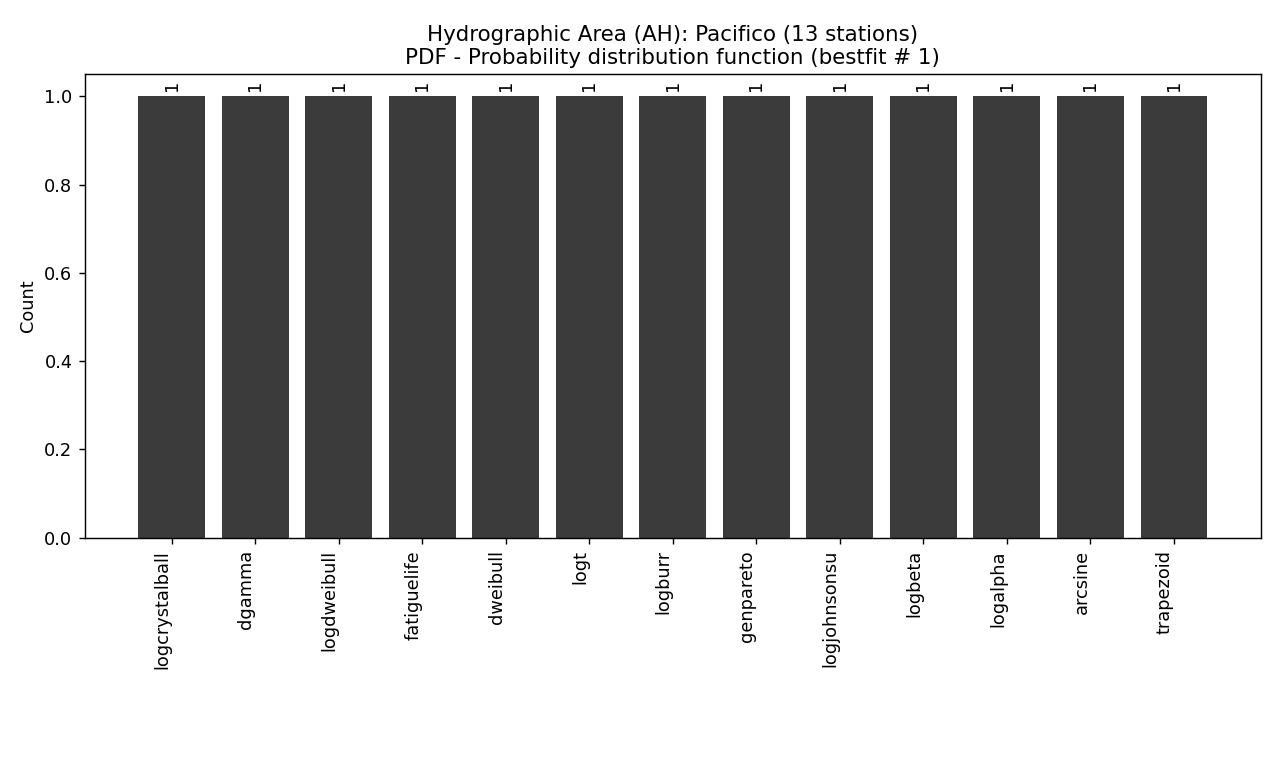 Hydrographic Area (AH): Pacifico (13 stations)
PDF - Probability distribution function (bestfit # 1)
Count
1.0
0.8
0.6
0.4
0.2
0.0
1
1
1
1
1
1
1
1
1
1
1
1
1
logcrystalball
dgamma
logdweibull
fatiguelife
dweibull
logt
logburr
genpareto
logjohnsonsu
logbeta
logalpha
arcsine
trapezoid